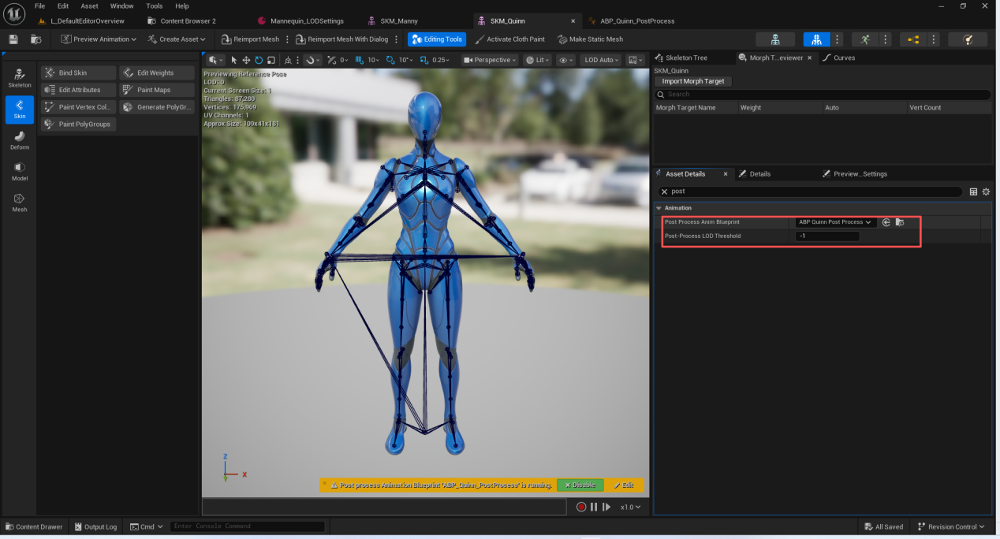 File Edit Asset Window Tools Help
L_DefaultEditorOverview Content Browser 2 Mannequin_LODSettings SKM_Manny SKM_Quinn × ABP_Quinn_PostProcess
Preview Animation Create Asset Reimport Mesh Reimport Mesh With Dialog Editing Tools Activate Cloth Paint Make Static Mesh
Skeleton
Skin
Deform
Model
Mesh
Bind Skin Edit Weights
Edit Attributes Paint Maps
Paint Vertex Col... Generate PolyGr...
Paint PolyGroups
0 10 10° 0.25 Perspective Lit LOD Auto
Previewing Reference Pose
LOD: 0
Current Screen Size: 1
Triangles: 87,280
Vertices: 175,969
UV Channels: 1
Approx Size: 109x41x181
Z
X
Y
Post process Animation Blueprint 'ABP_Quinn_PostProcess' is running. Disable Edit
x1.0
Skeleton Tree Morph T...eviewer × Curves
SKM_Quinn
Import Morph Target
Search
Morph Target Name Weight Auto Vert Count
Asset Details × Details Preview...Settings
post
Animation
Post Process Anim Blueprint ABP Quinn Post Process
Post-Process LOD Threshold -1
Content Drawer Output Log Cmd Enter Console Command All Saved Revision Control